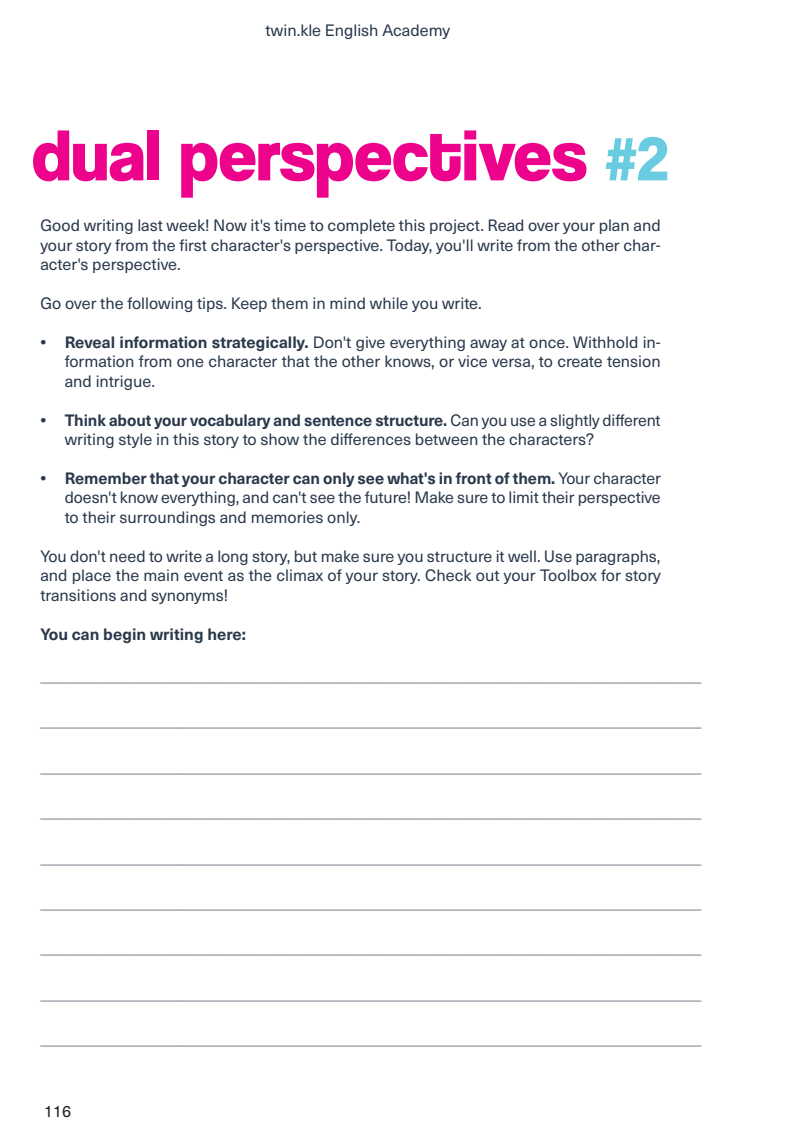 twin.kle English Academy
dual perspectives #2
Good writing last week! Now it's time to complete this project. Read over your plan and
your story from the first character's perspective. Today, you'll write from the other char-
acter's perspective.
Go over the following tips. Keep them in mind while you write.
• Reveal information strategically. Don't give everything away at once. Withhold in-
formation from one character that the other knows, or vice versa, to create tension
and intrigue.
• Think about your vocabulary and sentence structure. Can you use a slightly different
writing style in this story to show the differences between the characters?
• Remember that your character can only see what's in front of them. Your character
doesn't know everything, and can't see the future! Make sure to limit their perspective
to their surroundings and memories only.
You don't need to write a long story, but make sure you structure it well. Use paragraphs,
and place the main event as the climax of your story. Check out your Toolbox for story
transitions and synonyms!
You can begin writing here:
116